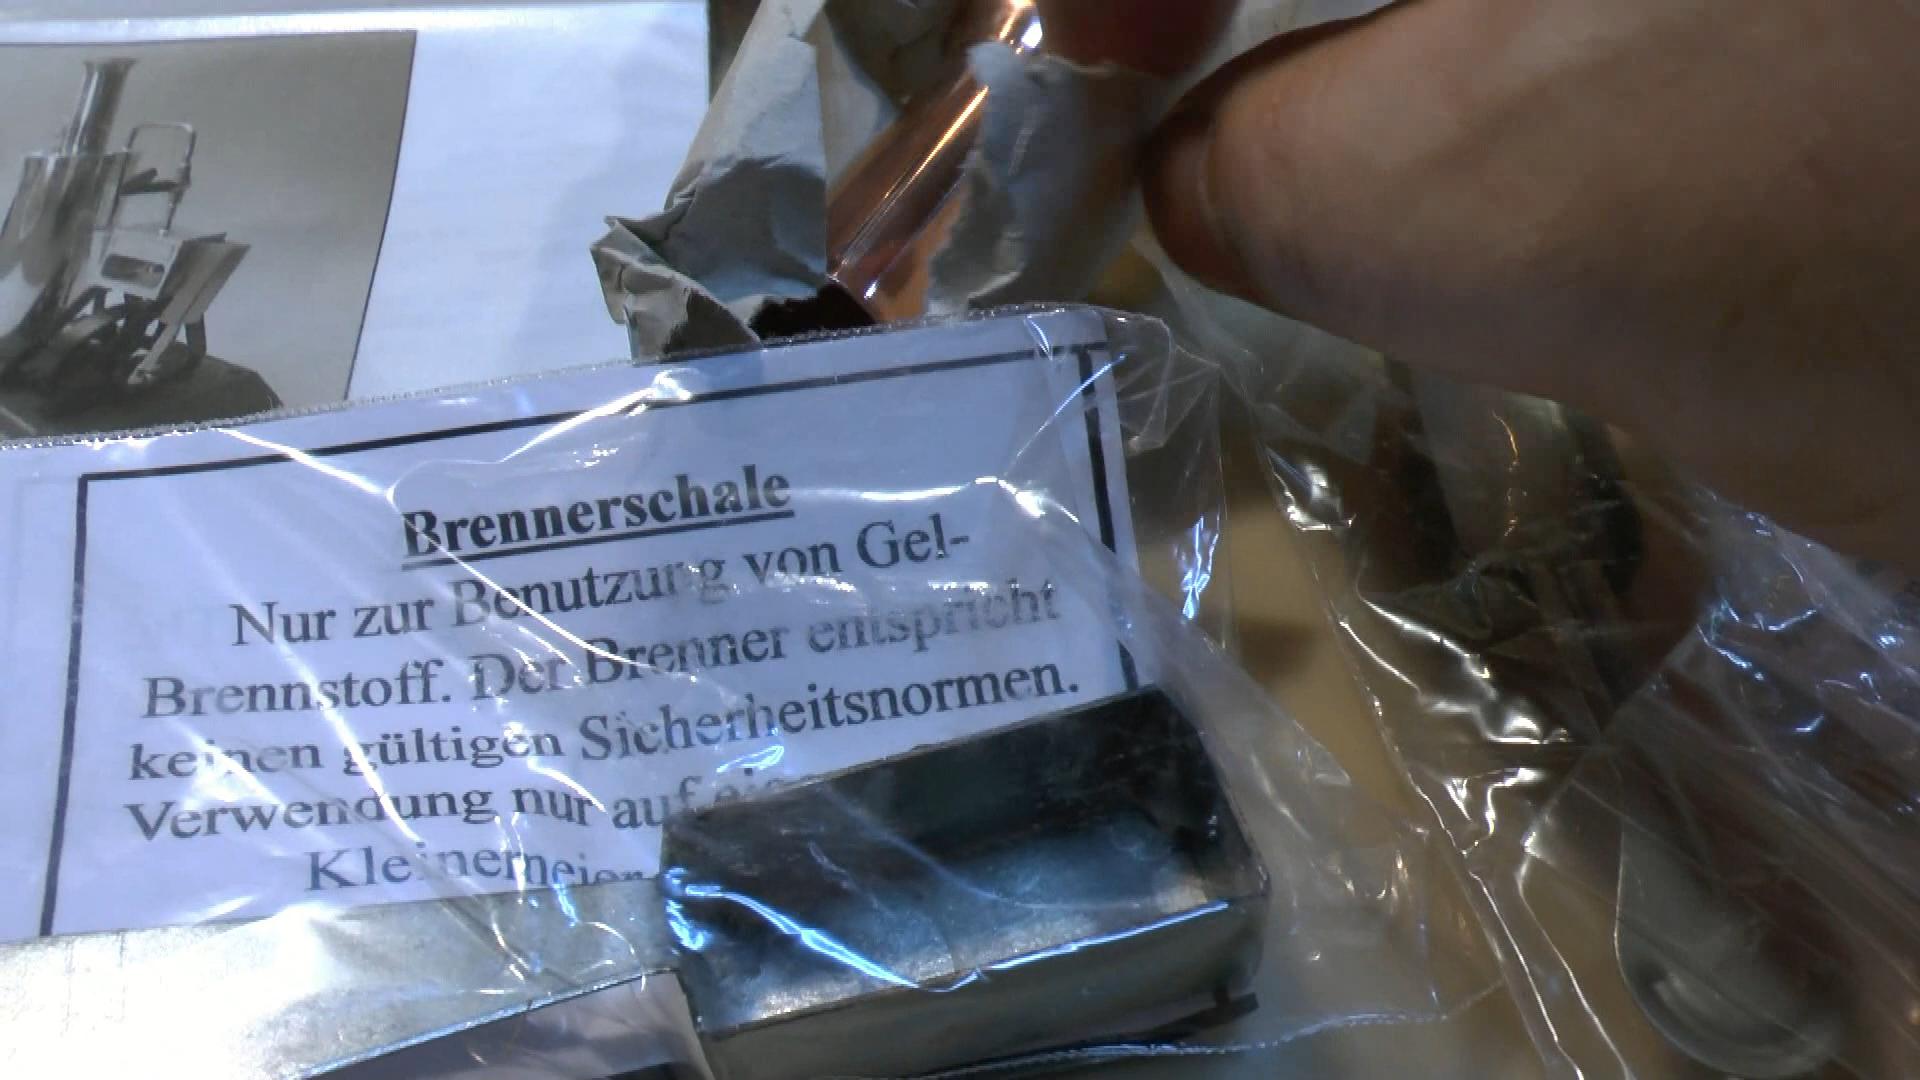 Brennerschale
Nur zur Benutzung von Gel-
Brennstoff. Der Brenner entspricht
keinen gültigen Sicherheitsnormen.
Verwendung nur auf